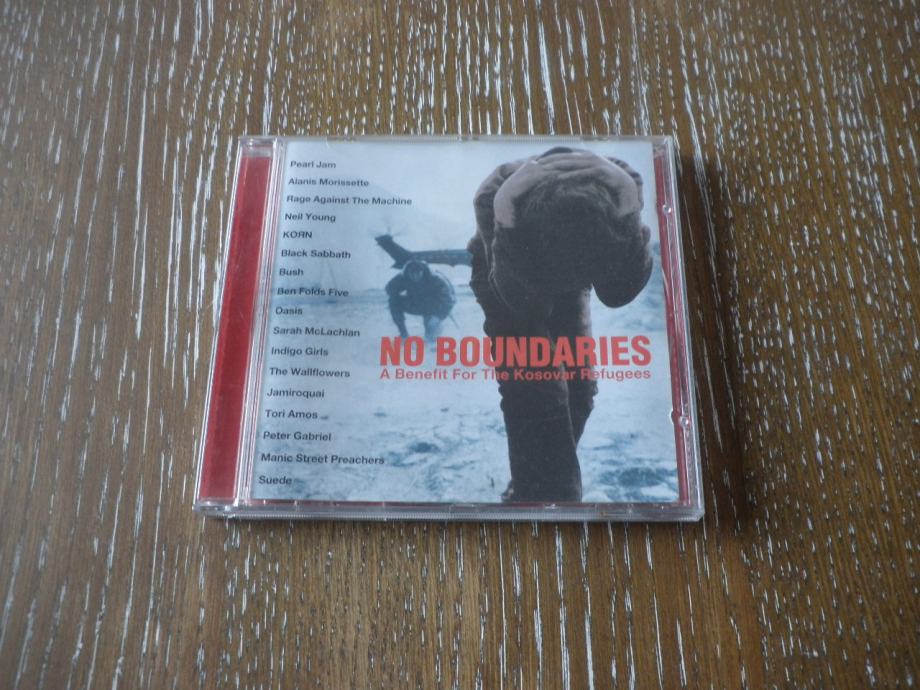 Pearl Jam
Alanis Morissette
Rage Against The Machine
Neil Young
KOЯN
Black Sabbath
Bush
Ben Folds Five
Oasis
Sarah McLachlan
Indigo Girls
The Wallflowers
Jamiroquai
Tori Amos
Peter Gabriel
Manic Street Preachers
Suede
NO BOUNDARIES
A Benefit For The Kosovar Refugees